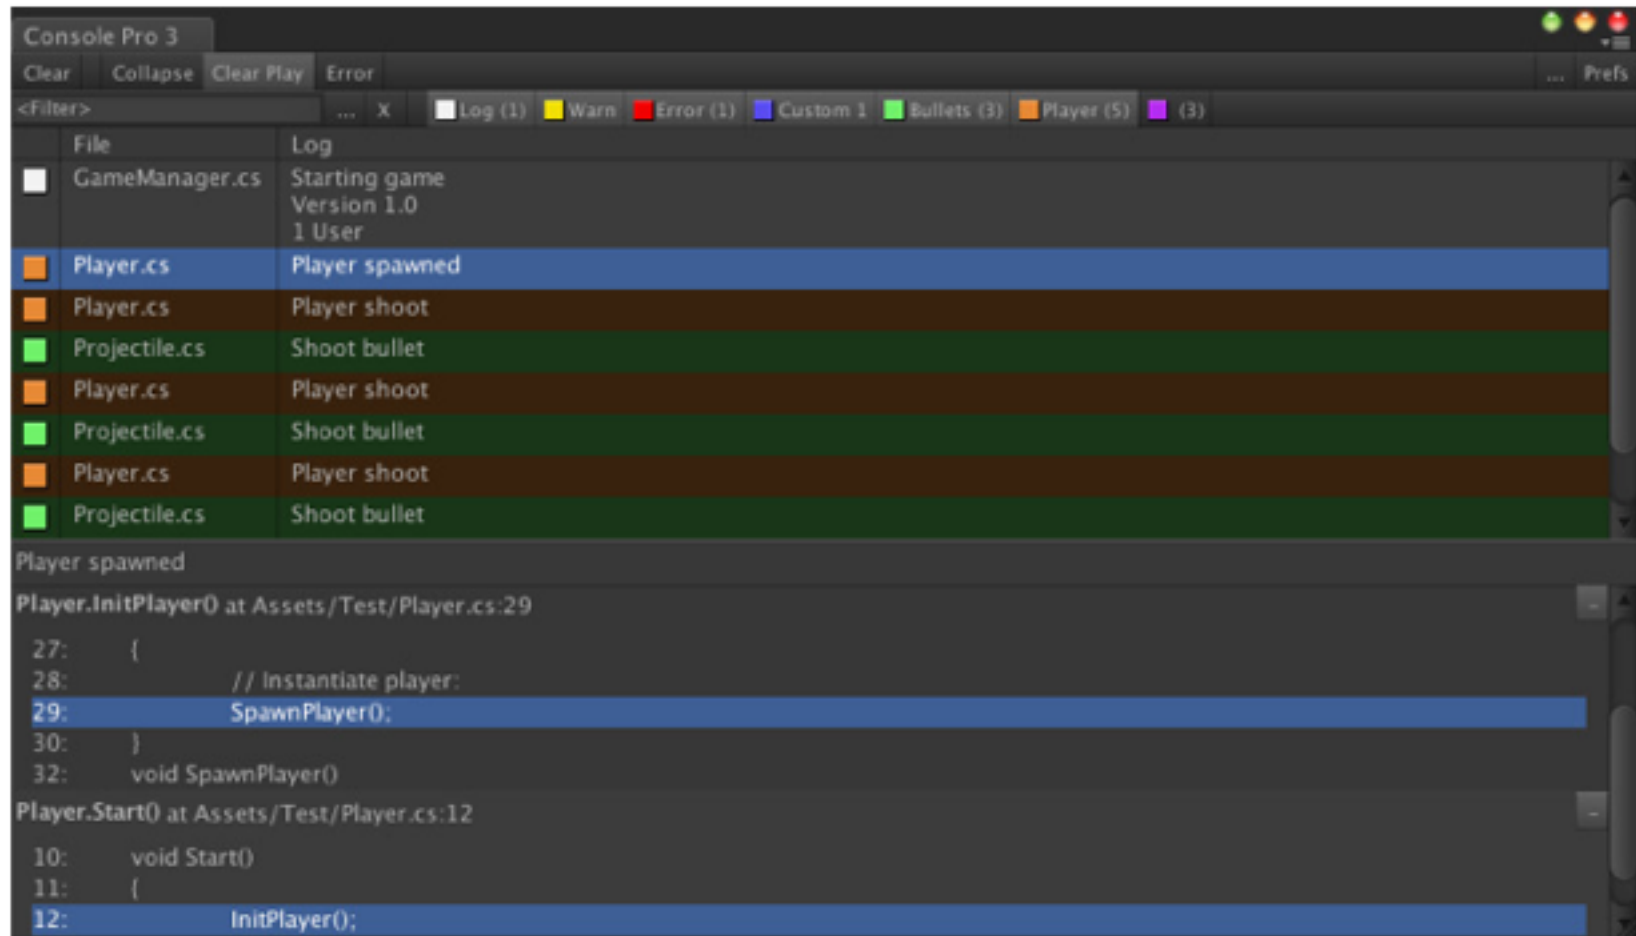 Console Pro 3
Clear Collapse Clear Play Error ... Prefs
<Filter> ... X Log (1) Warn Error (1) Custom 1 Bullets (3) Player (5) (3)
File Log
GameManager.cs Starting game
Version 1.0
1 User
Player.cs Player spawned
Player.cs Player shoot
Projectile.cs Shoot bullet
Player.cs Player shoot
Projectile.cs Shoot bullet
Player.cs Player shoot
Projectile.cs Shoot bullet
Player spawned
Player.InitPlayer() at Assets/Test/Player.cs:29
27: {
28: // Instantiate player:
29: SpawnPlayer();
30: }
32: void SpawnPlayer()
Player.Start() at Assets/Test/Player.cs:12
10: void Start()
11: {
12: InitPlayer();